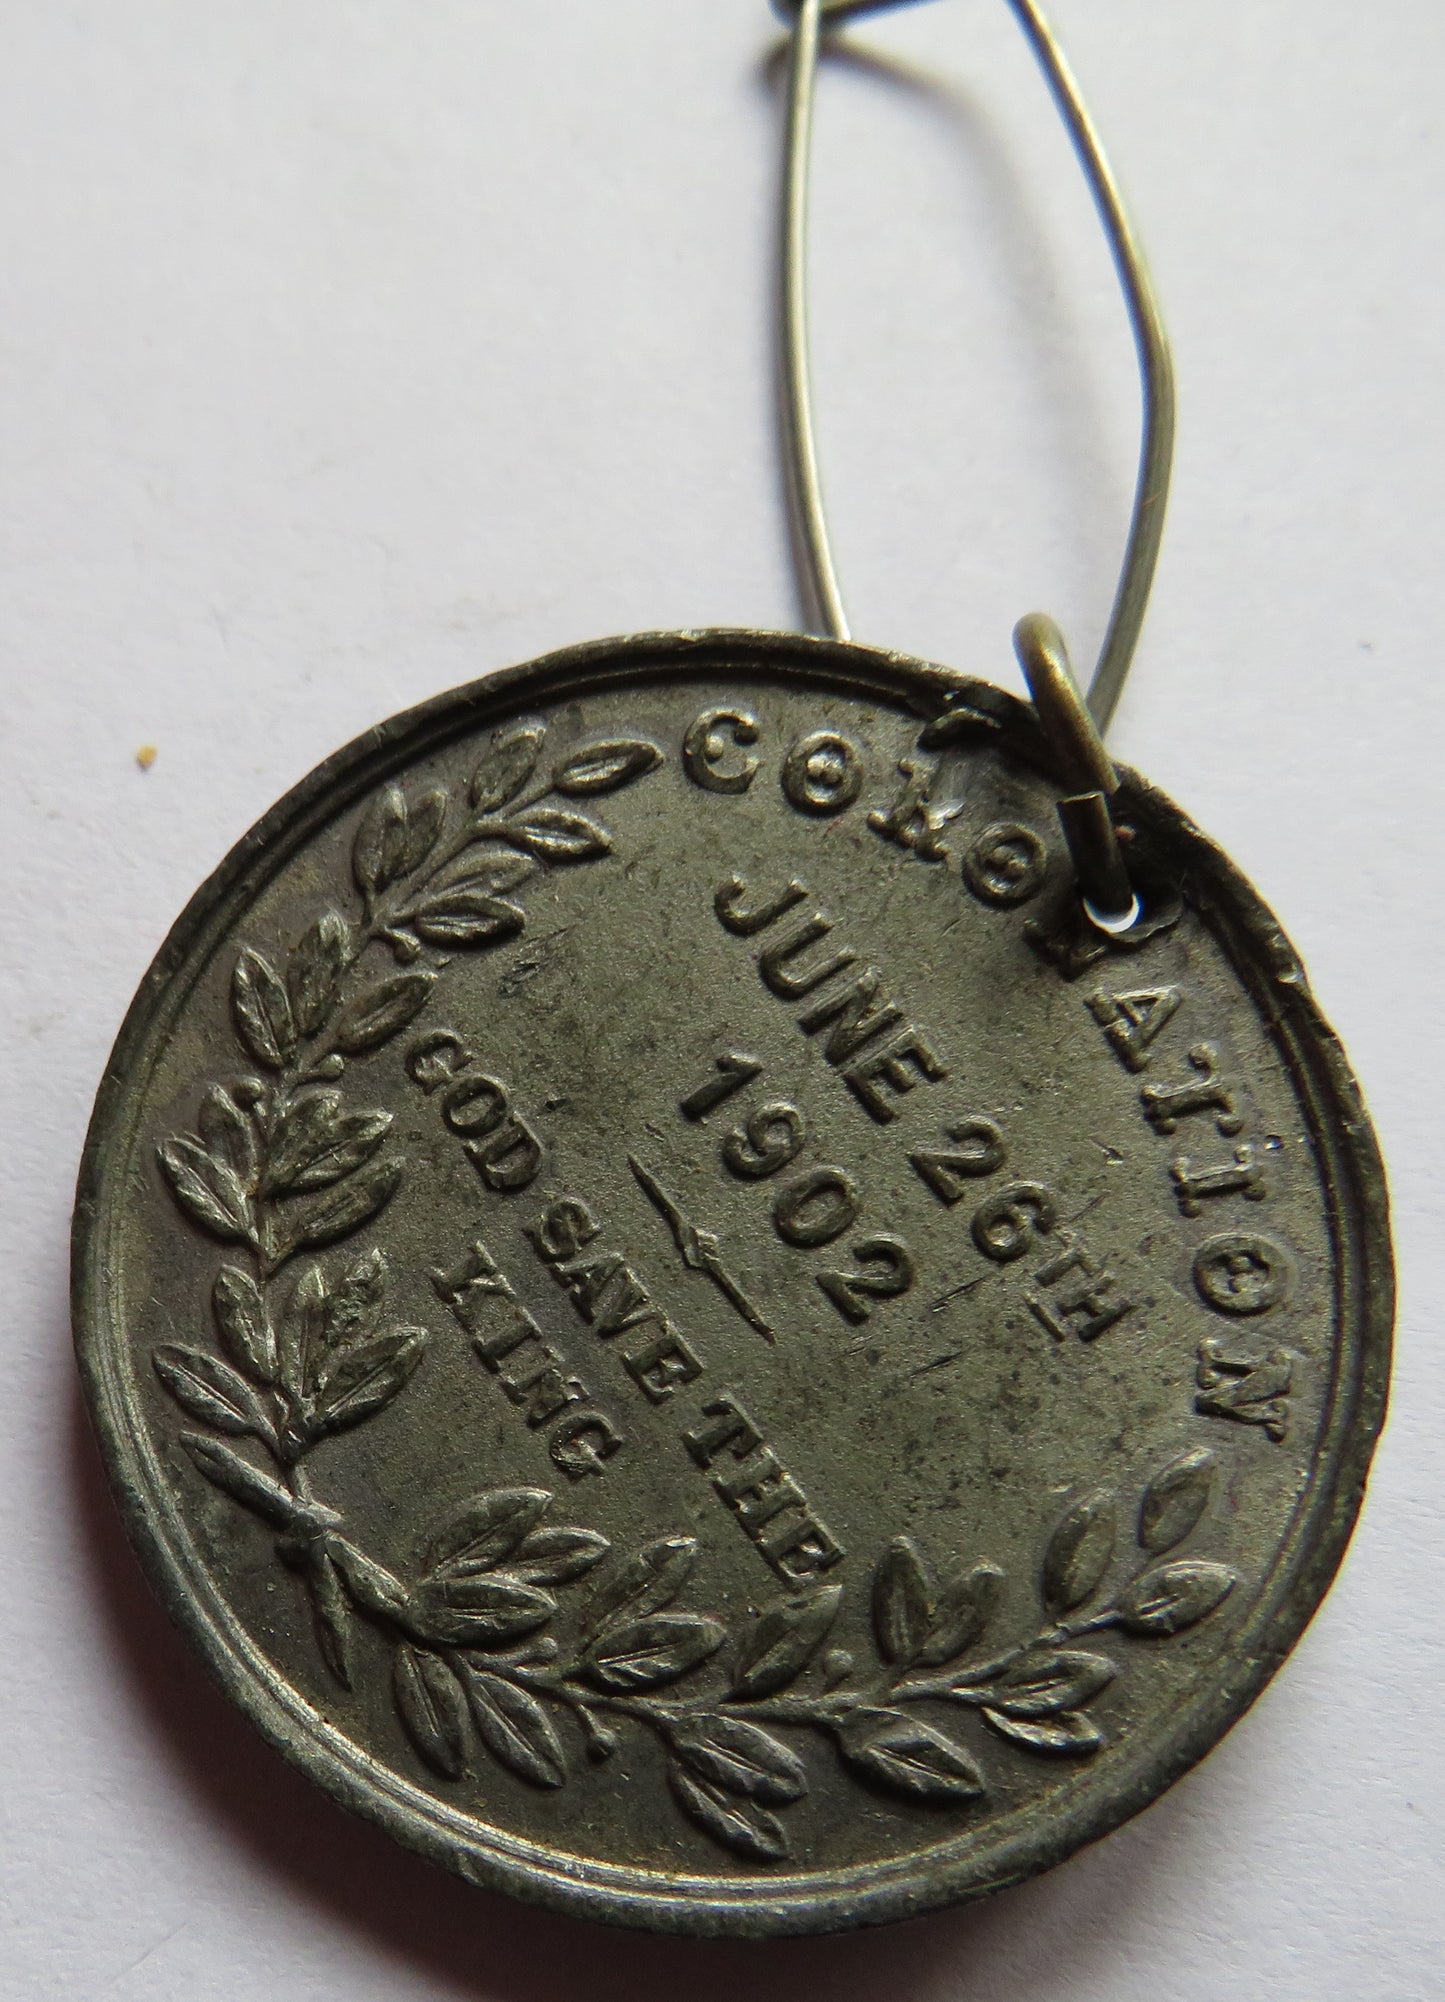 CORONATION
JUNE 26TH
1902
GOD SAVE THE
KING